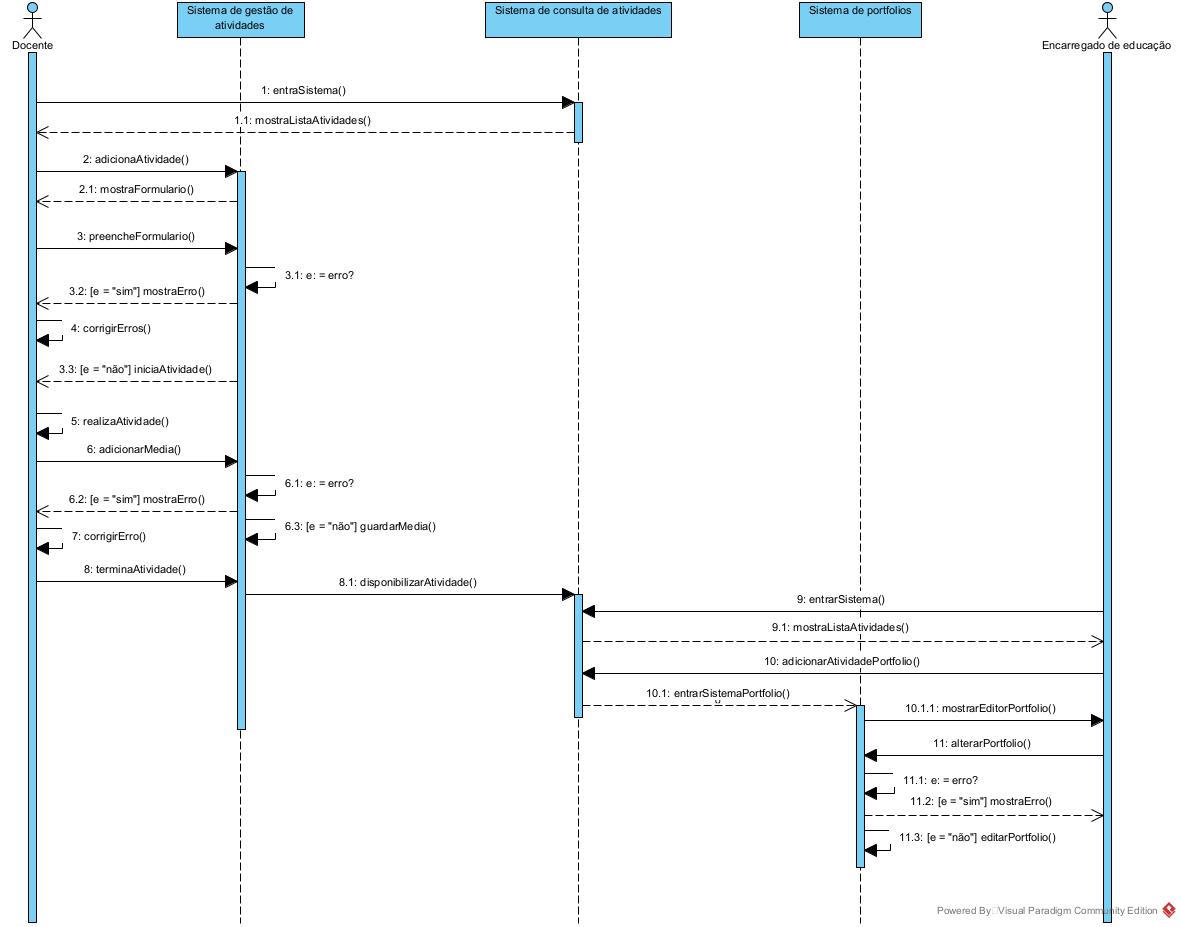 Sistema de gestão de
atividades
Sistema de consulta de atividades
Sistema de portfolios
Docente
Encarregado de educação
1: entraSistema()
1.1: mostraListaAtividades()
2: adicionaAtividade()
2.1: mostraFormulario()
3: preencheFormulario()
3.1: e: = erro?
3.2: [e = "sim"] mostraErro()
4: corrigirErros()
3.3: [e = "não"] iniciaAtividade()
5: realizaAtividade()
6: adicionarMedia()
6.1: e: = erro?
6.2: [e = "sim"] mostraErro()
6.3: [e = "não"] guardarMedia()
7: corrigirErro()
8: terminaAtividade()
8.1: disponibilizarAtividade()
9: entrarSistema()
9.1: mostraListaAtividades()
10: adicionarAtividadePortfolio()
10.1: entrarSistemaPortfolio()
10.1.1: mostrarEditorPortfolio()
11: alterarPortfolio()
11.1: e: = erro?
11.2: [e = "sim"] mostraErro()
11.3: [e = "não"] editarPortfolio()
Powered By Visual Paradigm Community Edition